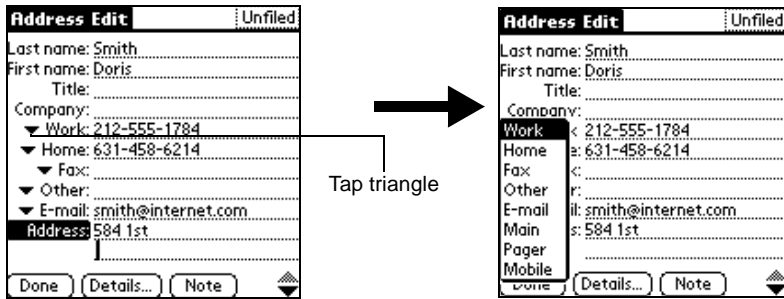 Address Edit Unfiled
Last name: Smith
First name: Doris
Title:
Company:
Work: 212-555-1784
Home: 631-458-6214
Fax:
Other:
E-mail: smith@internet.com
Address: 584 1st
Done Details... Note
Tap triangle
Address Edit Unfiled
Last name: Smith
First name: Doris
Title:
Company:
Work k: 212-555-1784
Home e: 631-458-6214
Fax x:
Other r:
E-mail il: smith@internet.com
Main s: 584 1st
Pager
Mobile
Done Details... Note